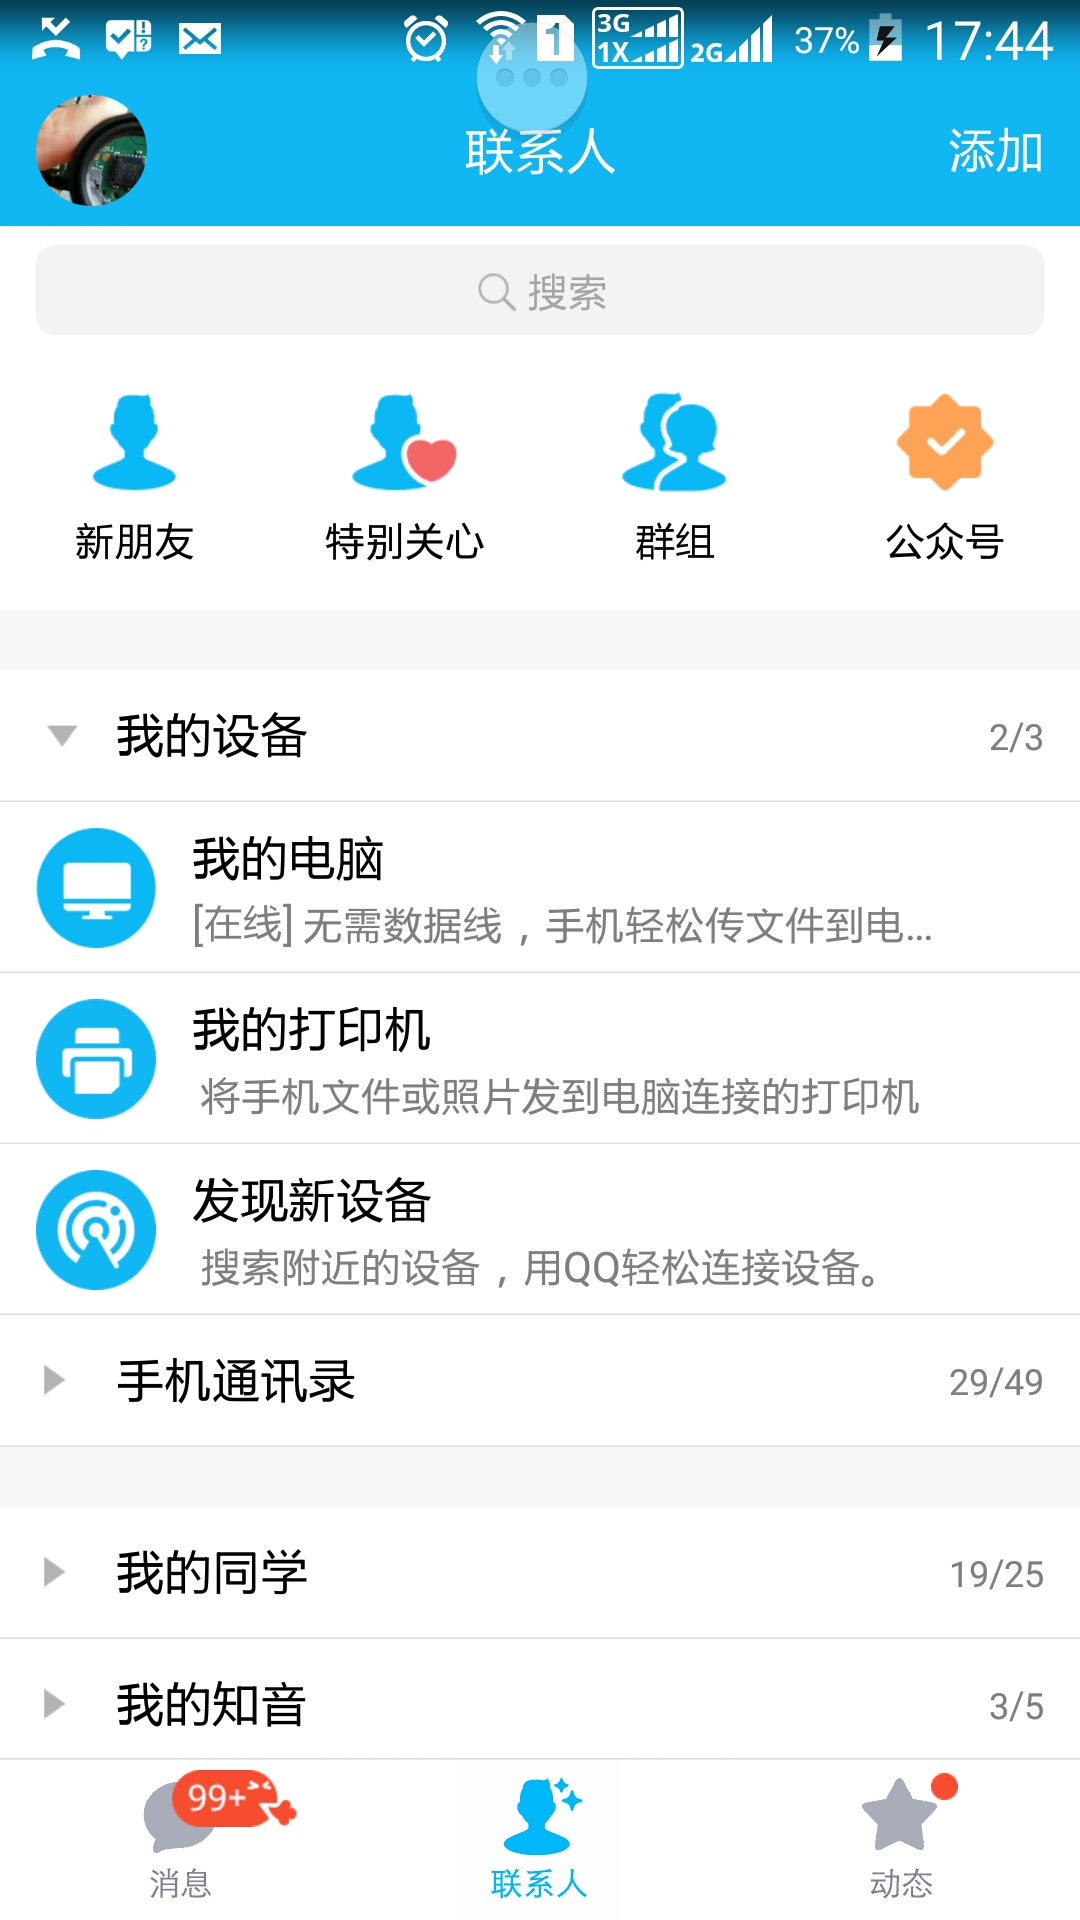 1 3G 1X 2G 37% 17:44
联系人 添加
搜索
新朋友 特别关心 群组 公众号
我的设备 2/3
我的电脑
[在线] 无需数据线，手机轻松传文件到电...
我的打印机
将手机文件或照片发到电脑连接的打印机
发现新设备
搜索附近的设备，用QQ轻松连接设备。
手机通讯录 29/49
我的同学 19/25
我的知音 3/5
99+
消息 联系人 动态